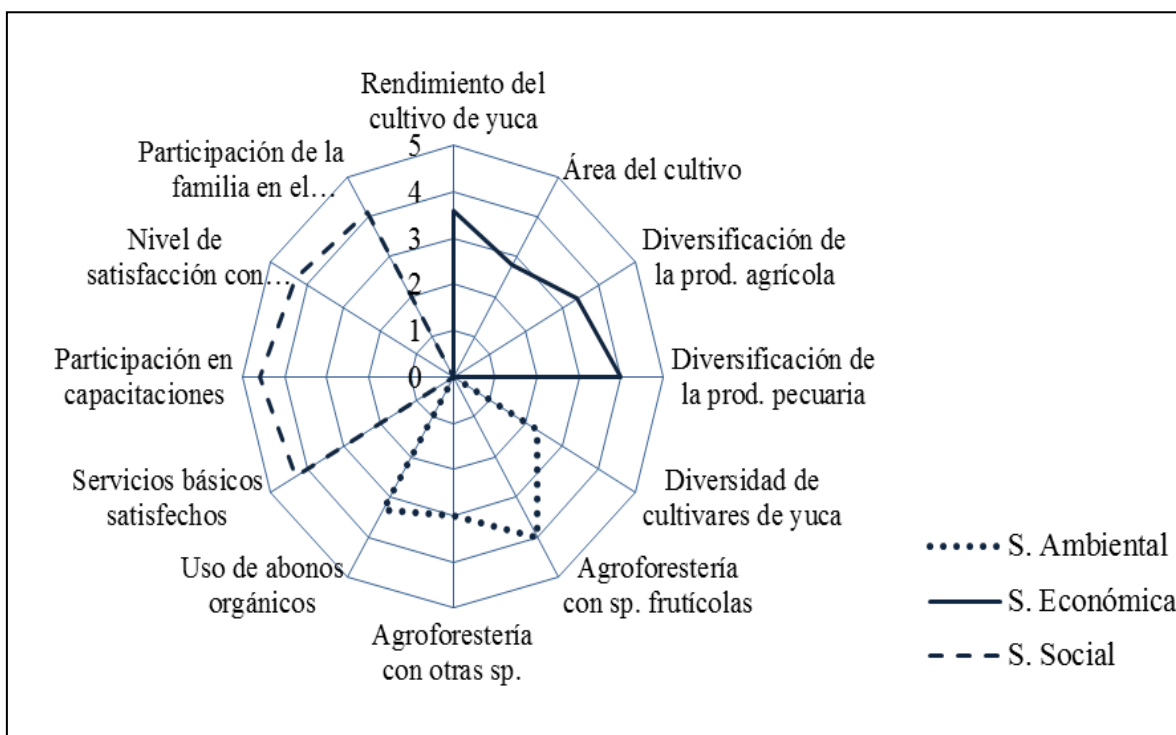 Rendimiento del
cultivo de yuca
Área del cultivo
Diversificación de
la prod. agrícola
Diversificación de
la prod. pecuaria
Diversidad de
cultivares de yuca
Agroforestería
con sp. frutícolas
Agroforestería
con otras sp.
Uso de abonos
orgánicos
Servicios básicos
satisfechos
Participación en
capacitaciones
Nivel de
satisfacción con…
Participación de la
familia en el…
5
4
3
2
1
0
S. Ambiental
S. Económica
S. Social